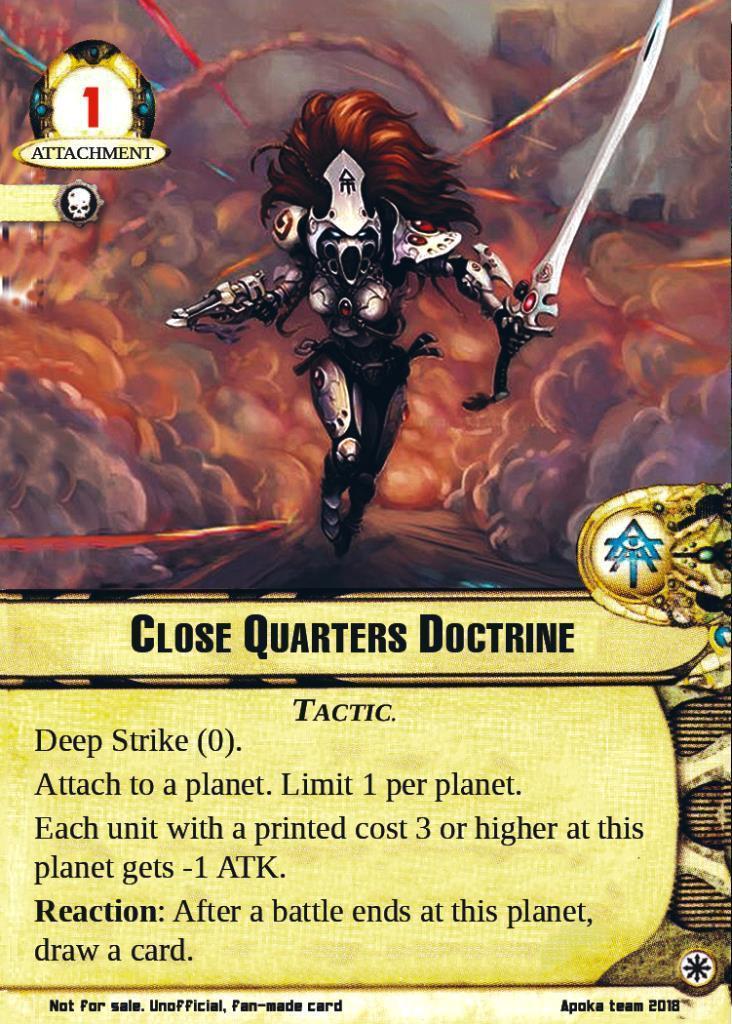 1
ATTACHMENT
CLOSE QUARTERS DOCTRINE
TACTIC.
Deep Strike (0).
Attach to a planet. Limit 1 per planet.
Each unit with a printed cost 3 or higher at this
planet gets -1 ATK.
Reaction: After a battle ends at this planet,
draw a card.
Not for sale. Unofficial, fan-made card
Apoka team 2018